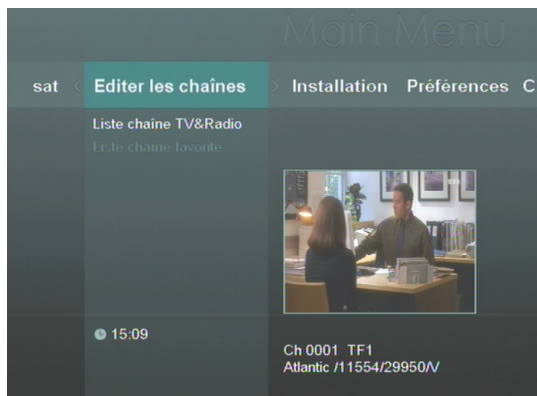 Main Menu
sat < Editer les chaînes > Installation Préférences C
Liste chaîne TV&Radio
Liste chaîne favorite
15:09
Ch 0001 TF1
Atlantic /11554/29950/V